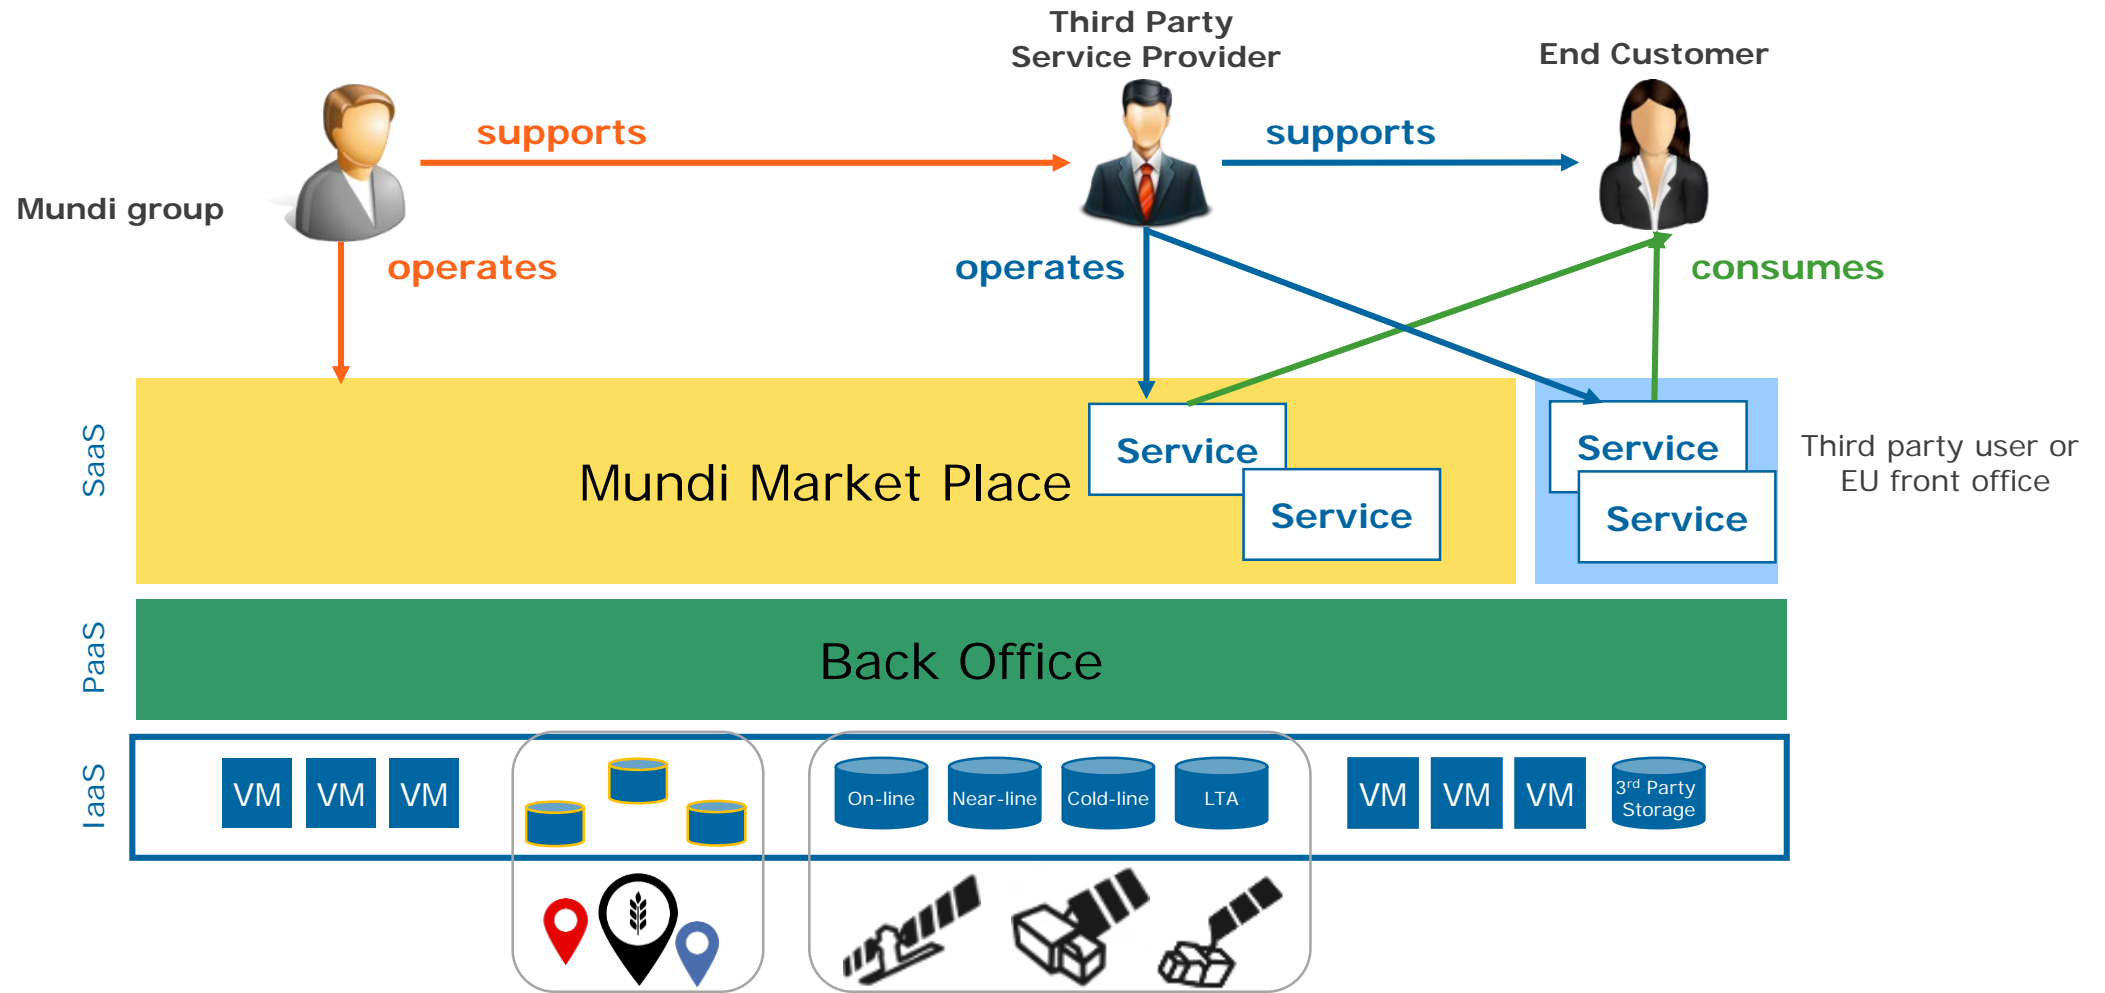 Third Party
Service Provider
End Customer
supports
supports
Mundi group
operates
operates
consumes
SaaS
Mundi Market Place
Service
Service
Service
Service
Third party user or
EU front office
PaaS
Back Office
IaaS
VM
VM
VM
On-line
Near-line
Cold-line
LTA
VM
VM
VM
3rd Party
Storage